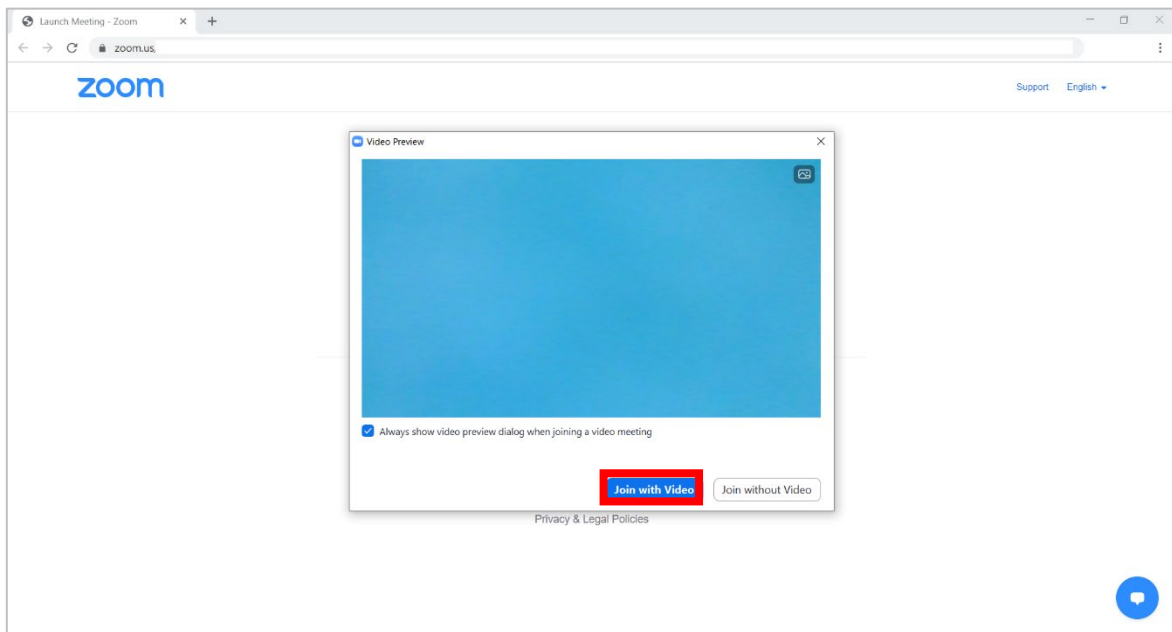 Launch Meeting - Zoom
zoom.us,
zoom
Support English
Video Preview
Always show video preview dialog when joining a video meeting
Join with Video Join without Video
Privacy & Legal Policies